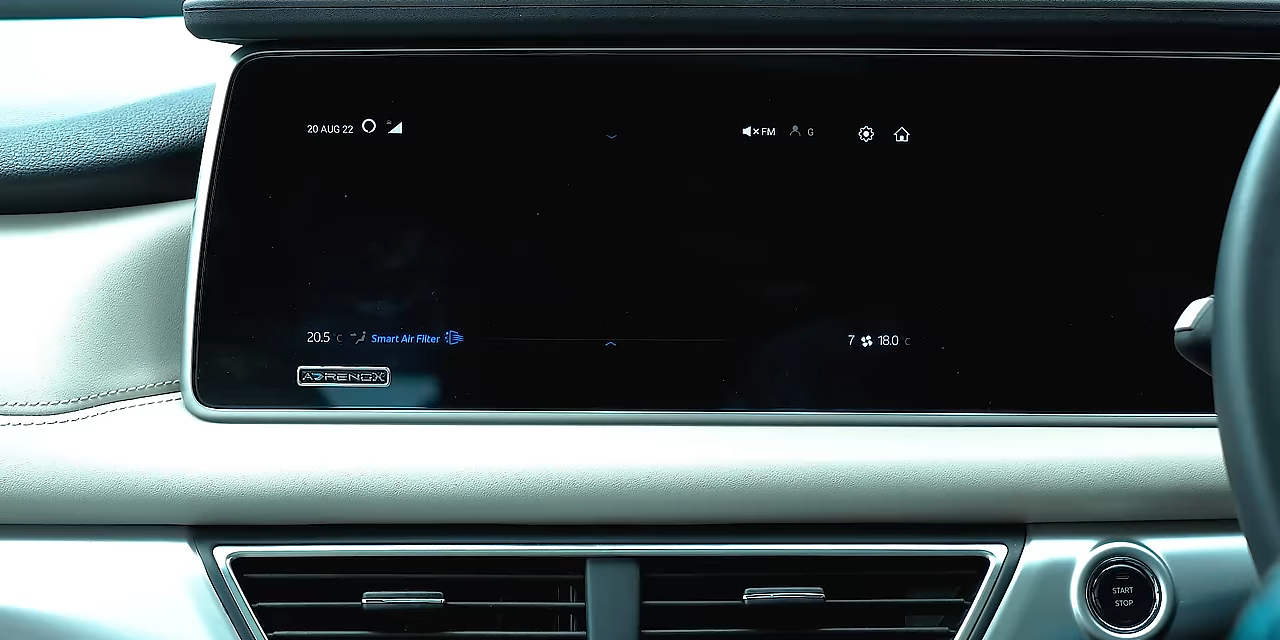 20 AUG 22
FM
G
20.5 C
Smart Air Filter
7
18.0 C
ADRENOX
START
STOP